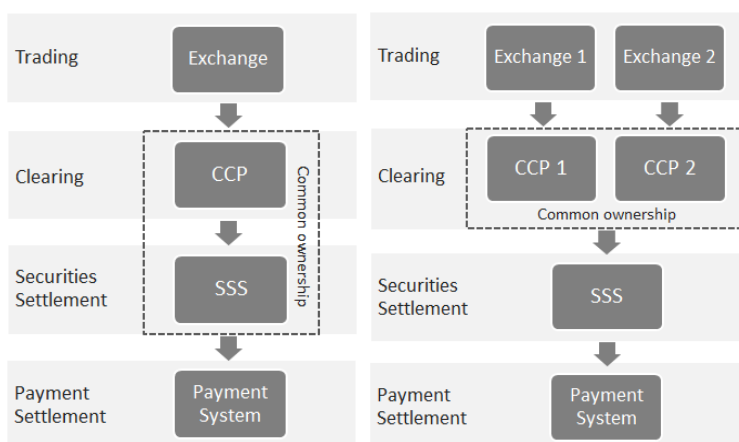 Trading
Exchange
Clearing
CCP
Common ownership
Securities
Settlement
SSS
Payment
Settlement
Payment
System
Trading
Exchange 1
Exchange 2
Clearing
CCP 1
CCP 2
Common ownership
Securities
Settlement
SSS
Payment
Settlement
Payment
System